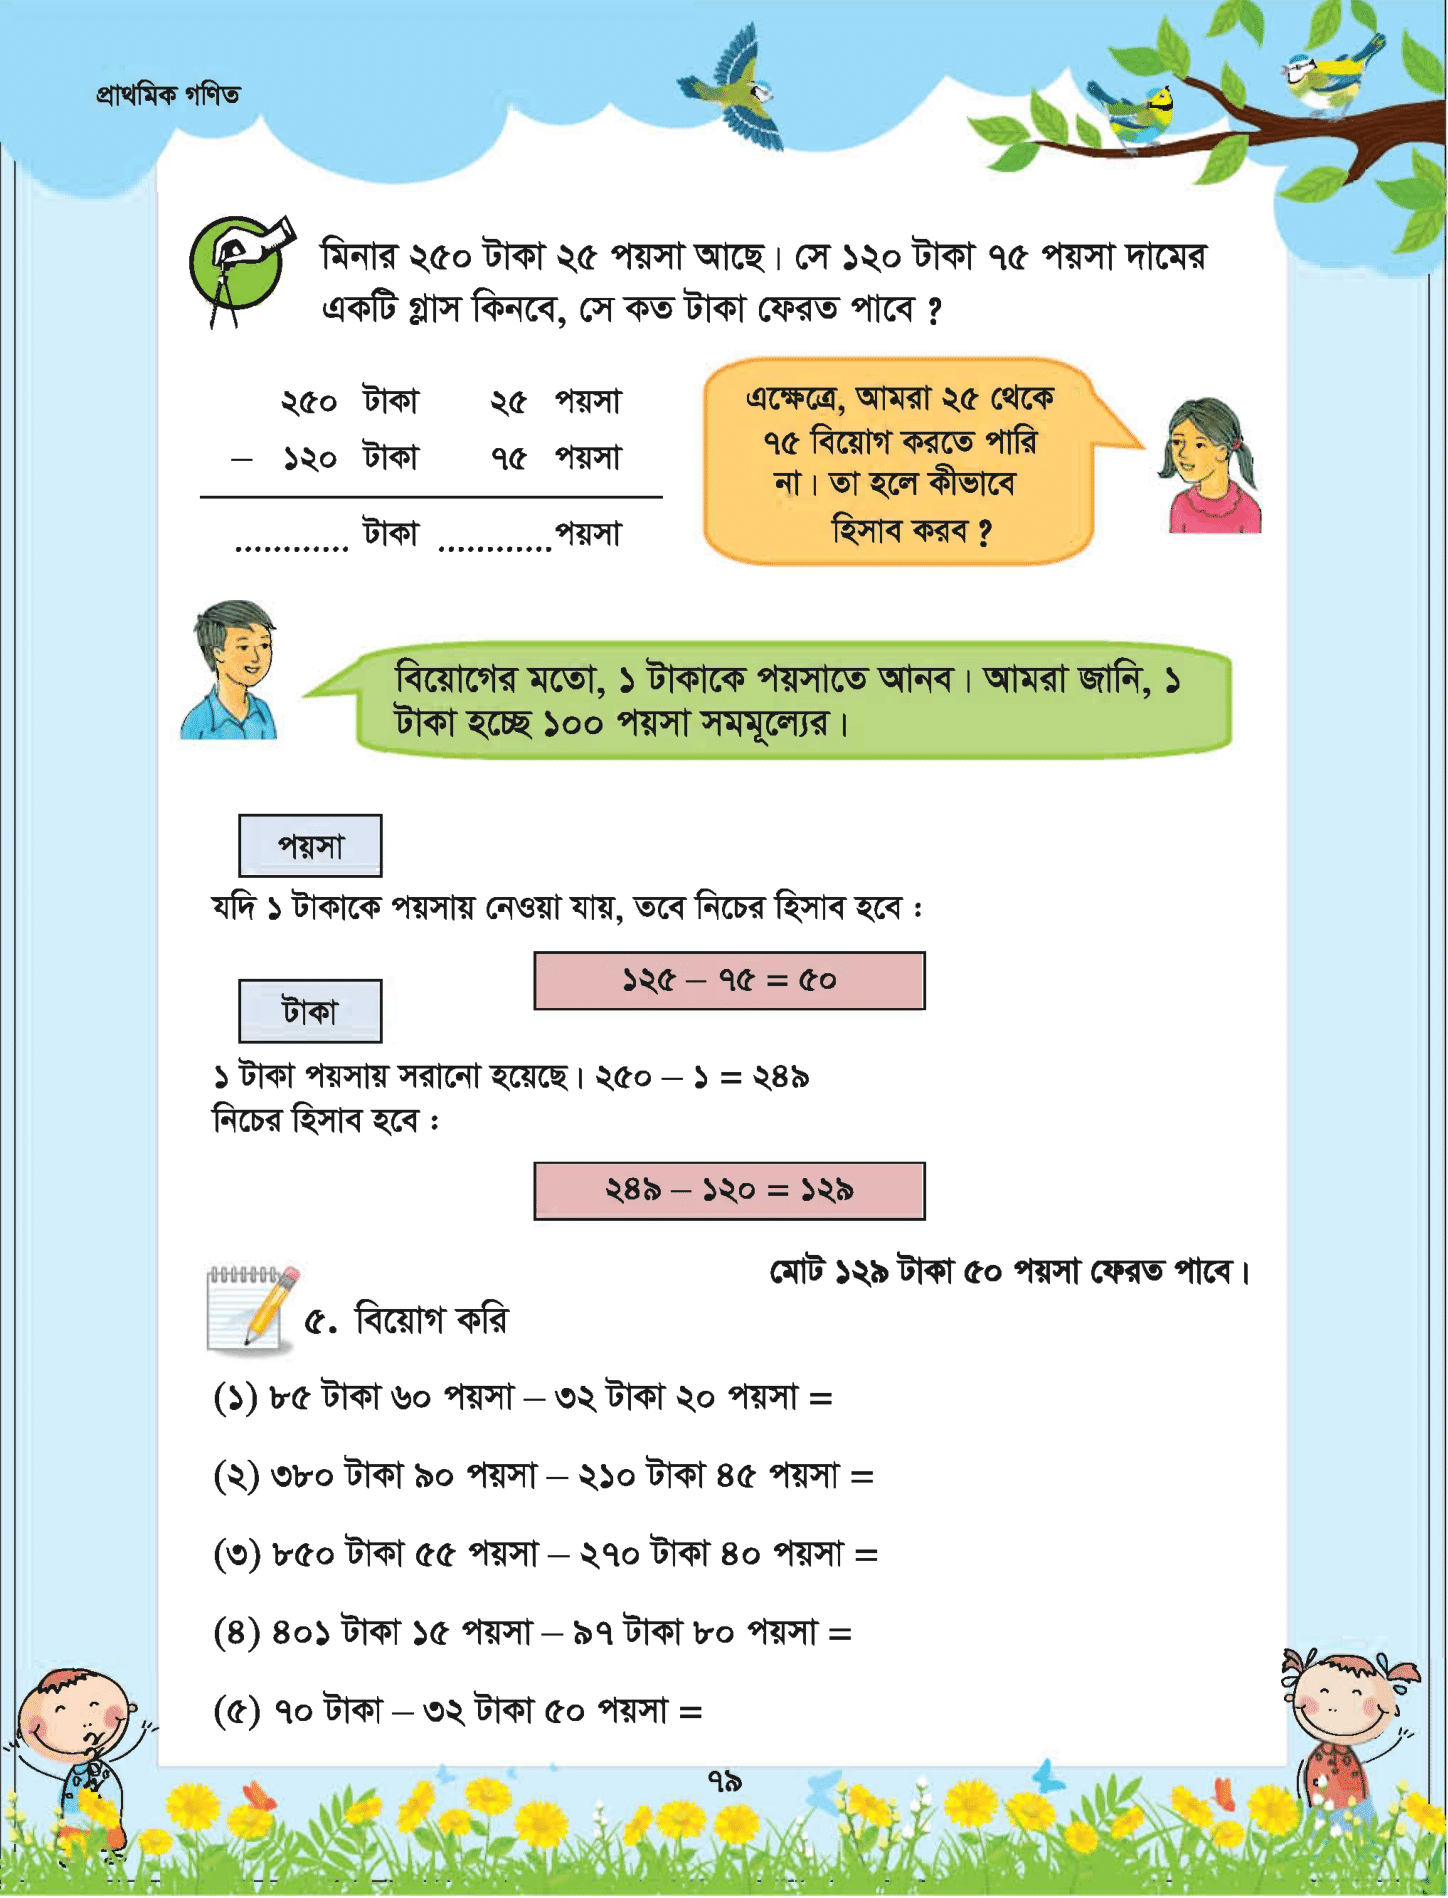 প্রাথমিক গণিত
মিনার ২৫০ টাকা ২৫ পয়সা আছে। সে ১২০ টাকা ৭৫ পয়সা দামের
একটি গ্লাস কিনবে, সে কত টাকা ফেরত পাবে ?
২৫০ টাকা ২৫ পয়সা
– ১২০ টাকা ৭৫ পয়সা
............ টাকা ............পয়সা
এক্ষেত্রে, আমরা ২৫ থেকে
৭৫ বিয়োগ করতে পারি
না। তা হলে কীভাবে
হিসাব করব ?
বিয়োগের মতো, ১ টাকাকে পয়সাতে আনব। আমরা জানি, ১
টাকা হচ্ছে ১০০ পয়সা সমমূল্যের।
পয়সা
যদি ১ টাকাকে পয়সায় নেওয়া যায়, তবে নিচের হিসাব হবে :
১২৫ – ৭৫ = ৫০
টাকা
১ টাকা পয়সায় সরানো হয়েছে। ২৫০ – ১ = ২৪৯
নিচের হিসাব হবে :
২৪৯ – ১২০ = ১২৯
মোট ১২৯ টাকা ৫০ পয়সা ফেরত পাবে।
৫. বিয়োগ করি
(১) ৮৫ টাকা ৬০ পয়সা – ৩২ টাকা ২০ পয়সা =
(২) ৩৮০ টাকা ৯০ পয়সা – ২১০ টাকা ৪৫ পয়সা =
(৩) ৮৫০ টাকা ৫৫ পয়সা – ২৭০ টাকা ৪০ পয়সা =
(৪) ৪০১ টাকা ১৫ পয়সা – ৯৭ টাকা ৮০ পয়সা =
(৫) ৭০ টাকা – ৩২ টাকা ৫০ পয়সা =
৭৯